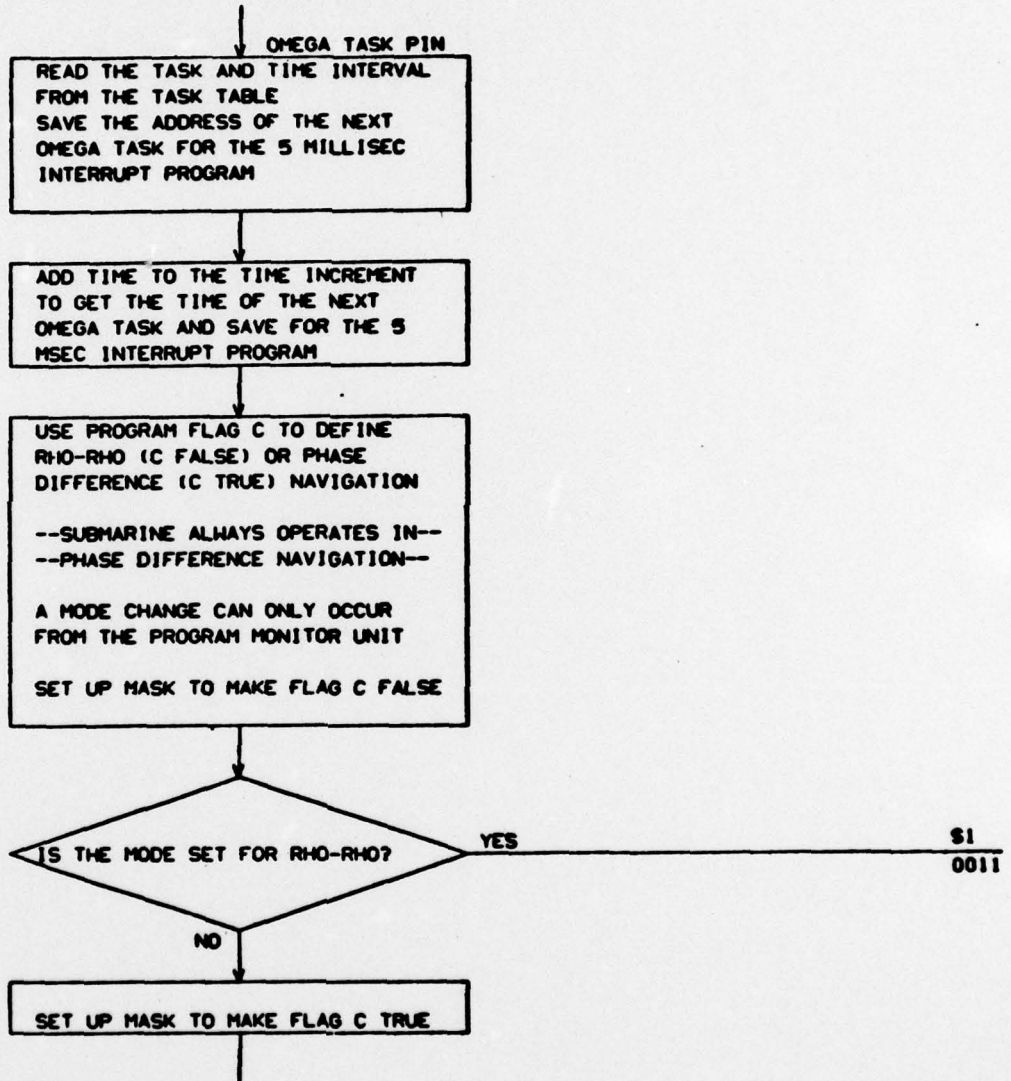 OMEGA TASK PIN
READ THE TASK AND TIME INTERVAL
FROM THE TASK TABLE
SAVE THE ADDRESS OF THE NEXT
OMEGA TASK FOR THE 5 MILLISEC
INTERRUPT PROGRAM
ADD TIME TO THE TIME INCREMENT
TO GET THE TIME OF THE NEXT
OMEGA TASK AND SAVE FOR THE 5
MSEC INTERRUPT PROGRAM
USE PROGRAM FLAG C TO DEFINE
RHO-RHO (C FALSE) OR PHASE
DIFFERENCE (C TRUE) NAVIGATION
--SUBMARINE ALWAYS OPERATES IN--
--PHASE DIFFERENCE NAVIGATION--
A MODE CHANGE CAN ONLY OCCUR
FROM THE PROGRAM MONITOR UNIT
SET UP MASK TO MAKE FLAG C FALSE
IS THE MODE SET FOR RHO-RHO?
YES
$1
0011
NO
SET UP MASK TO MAKE FLAG C TRUE